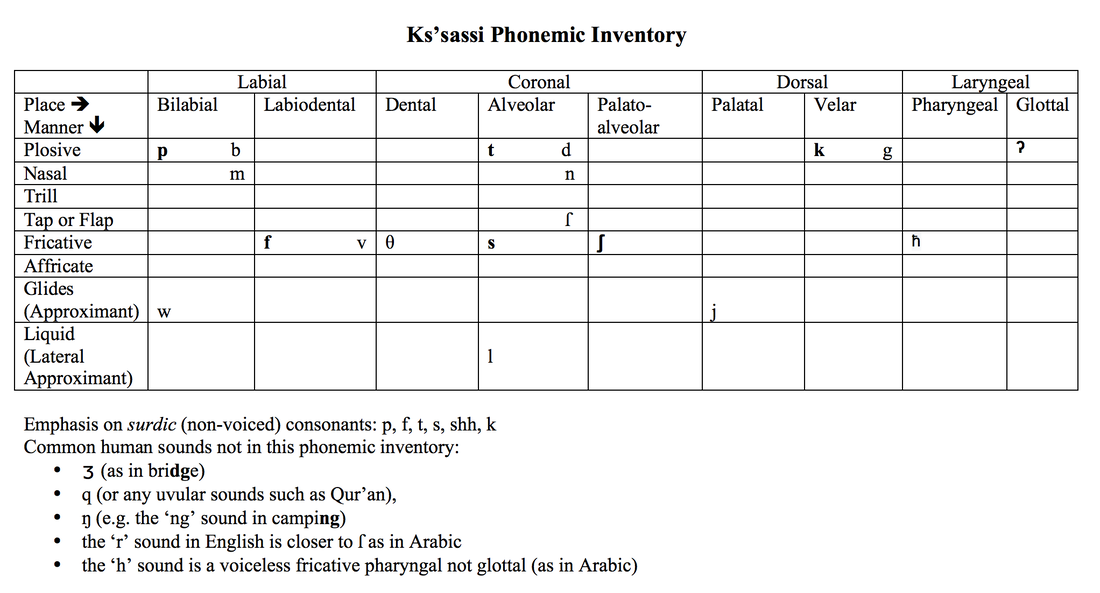 Ks’sassi Phonemic Inventory
Labial Coronal Dorsal Laryngeal
Place 🡲 Bilabial Labiodental Dental Alveolar Palato- Palatal Velar Pharyngeal Glottal
Manner 🡳 alveolar
Plosive p b t d k g ʔ
Nasal m n
Trill
Tap or Flap ɾ
Fricative f v θ s ʃ ħ
Affricate
Glides
(Approximant) w j
Liquid
(Lateral l
Approximant)
Emphasis on surdic (non-voiced) consonants: p, f, t, s, shh, k
Common human sounds not in this phonemic inventory:
• ʒ (as in bridge)
• q (or any uvular sounds such as Qur’an),
• ŋ (e.g. the ‘ng’ sound in camping)
• the ‘r’ sound in English is closer to ɾ as in Arabic
• the ‘h’ sound is a voiceless fricative pharyngal not glottal (as in Arabic)